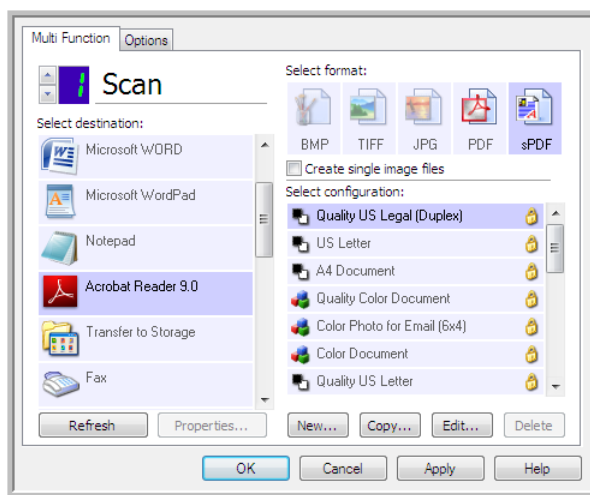 Multi Function
Options
1 Scan
Select destination:
Microsoft WORD
Microsoft WordPad
Notepad
Acrobat Reader 9.0
Transfer to Storage
Fax
Refresh
Properties...
Select format:
BMP TIFF JPG PDF sPDF
Create single image files
Select configuration:
Quality US Legal (Duplex)
US Letter
A4 Document
Quality Color Document
Color Photo for Email (6x4)
Color Document
Quality US Letter
New... Copy... Edit... Delete
OK Cancel Apply Help